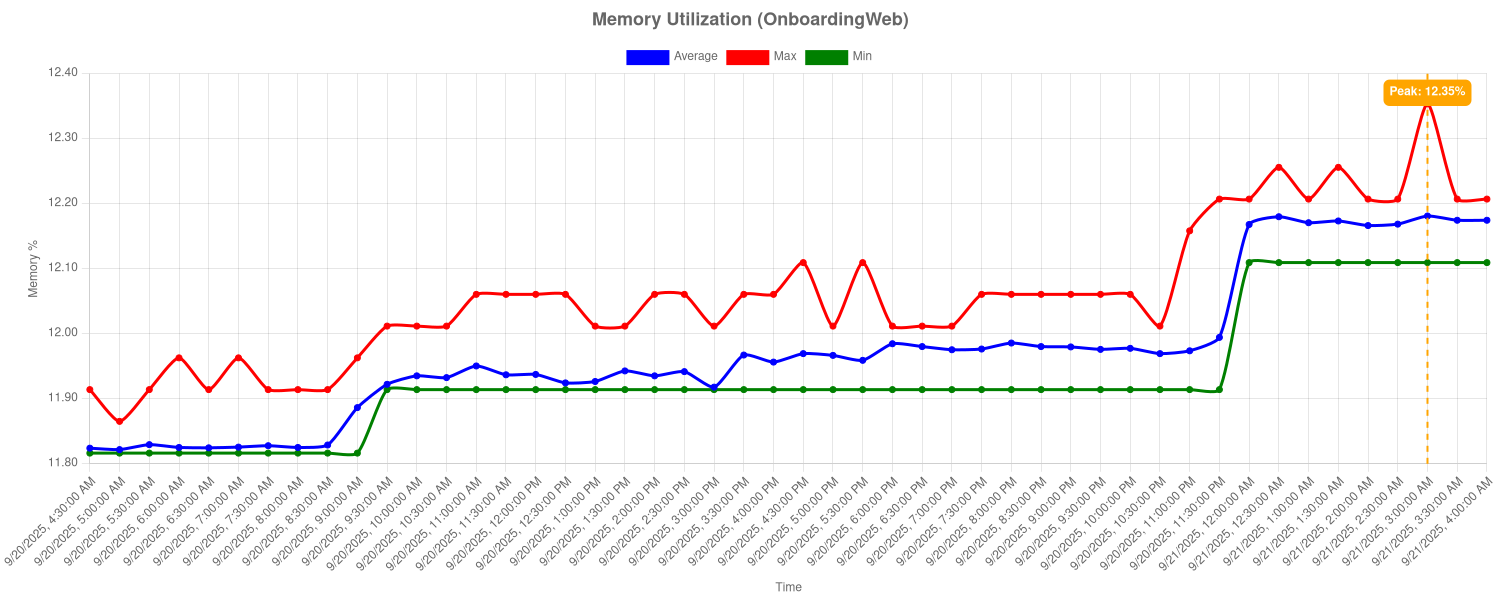 Memory Utilization (OnboardingWeb)
Average Max Min
12.40
Peak: 12.35%
12.30
12.20
12.10
12.00
11.90
11.80
Memory %
9/20/2025, 4:30:00 AM
9/20/2025, 5:00:00 AM
9/20/2025, 5:30:00 AM
9/20/2025, 6:00:00 AM
9/20/2025, 6:30:00 AM
9/20/2025, 7:00:00 AM
9/20/2025, 7:30:00 AM
9/20/2025, 8:00:00 AM
9/20/2025, 8:30:00 AM
9/20/2025, 9:00:00 AM
9/20/2025, 9:30:00 AM
9/20/2025, 10:00:00 AM
9/20/2025, 10:30:00 AM
9/20/2025, 11:00:00 AM
9/20/2025, 11:30:00 AM
9/20/2025, 12:00:00 PM
9/20/2025, 12:30:00 PM
9/20/2025, 1:00:00 PM
9/20/2025, 1:30:00 PM
9/20/2025, 2:00:00 PM
9/20/2025, 2:30:00 PM
9/20/2025, 3:00:00 PM
9/20/2025, 3:30:00 PM
9/20/2025, 4:00:00 PM
9/20/2025, 4:30:00 PM
9/20/2025, 5:00:00 PM
9/20/2025, 5:30:00 PM
9/20/2025, 6:00:00 PM
9/20/2025, 6:30:00 PM
9/20/2025, 7:00:00 PM
9/20/2025, 7:30:00 PM
9/20/2025, 8:00:00 PM
9/20/2025, 8:30:00 PM
9/20/2025, 9:00:00 PM
9/20/2025, 9:30:00 PM
9/20/2025, 10:00:00 PM
9/20/2025, 10:30:00 PM
9/20/2025, 11:00:00 PM
9/20/2025, 11:30:00 PM
9/21/2025, 12:00:00 AM
9/21/2025, 12:30:00 AM
9/21/2025, 1:00:00 AM
9/21/2025, 1:30:00 AM
9/21/2025, 2:00:00 AM
9/21/2025, 2:30:00 AM
9/21/2025, 3:00:00 AM
9/21/2025, 3:30:00 AM
9/21/2025, 4:00:00 AM
Time